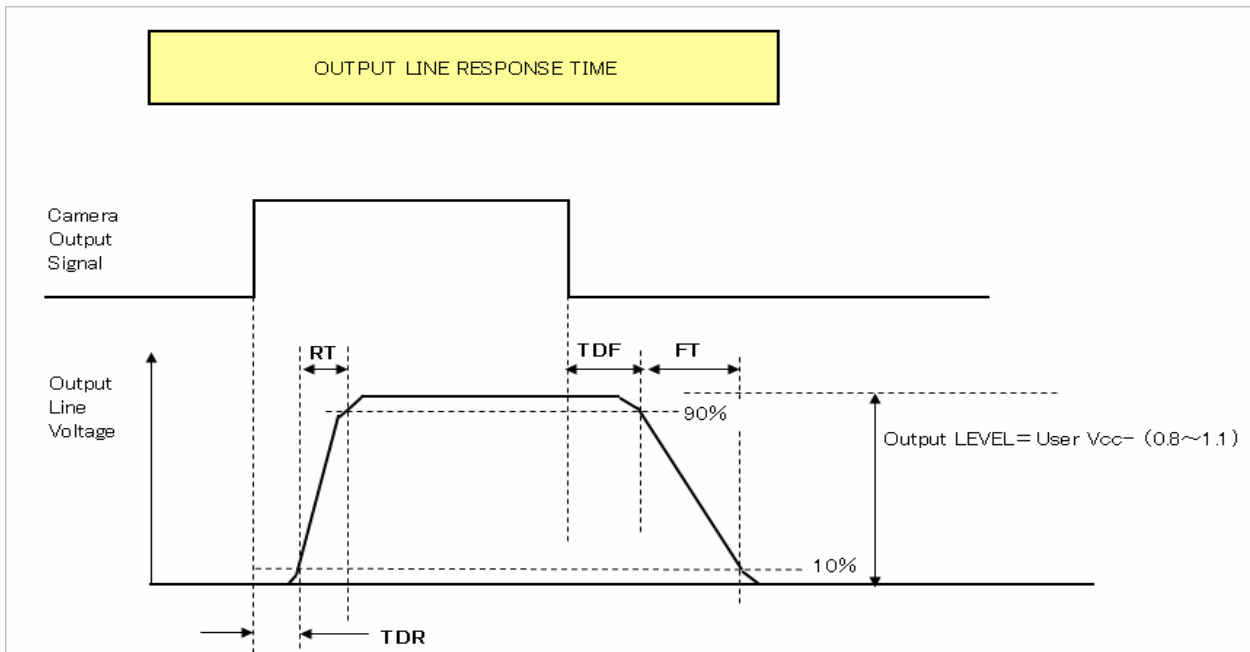 OUTPUT LINE RESPONSE TIME
Camera
Output
Signal
RT
TDF
FT
Output
Line
Voltage
90%
Output LEVEL=User Vcc- (0.8～1.1)
10%
TDR